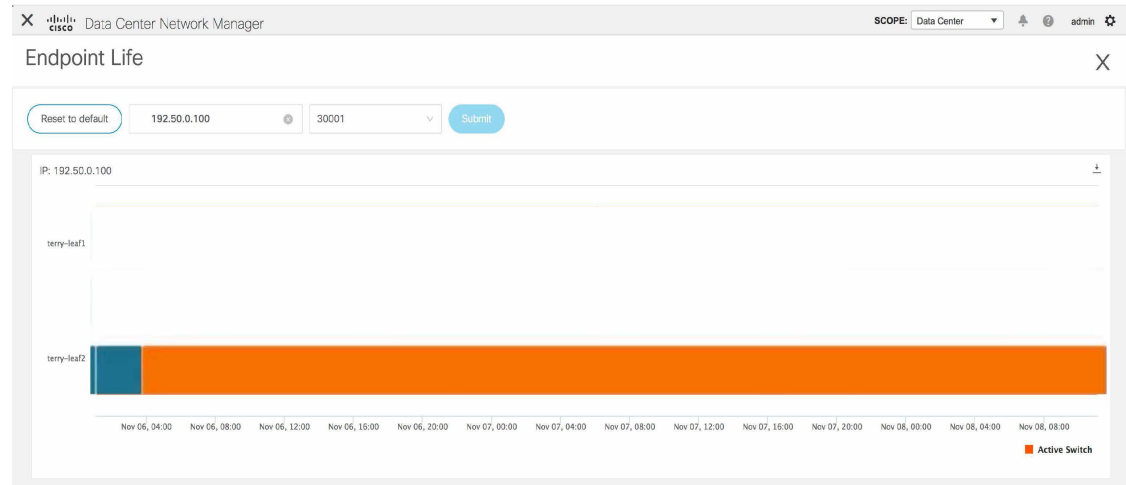 X cisco Data Center Network Manager SCOPE: Data Center admin
Endpoint Life X
Reset to default 192.50.0.100 30001 Submit
IP: 192.50.0.100
terry-leaf1
terry-leaf2
Nov 06, 04:00 Nov 06, 08:00 Nov 06, 12:00 Nov 06, 16:00 Nov 06, 20:00 Nov 07, 00:00 Nov 07, 04:00 Nov 07, 08:00 Nov 07, 12:00 Nov 07, 16:00 Nov 07, 20:00 Nov 08, 00:00 Nov 08, 04:00 Nov 08, 08:00
Active Switch